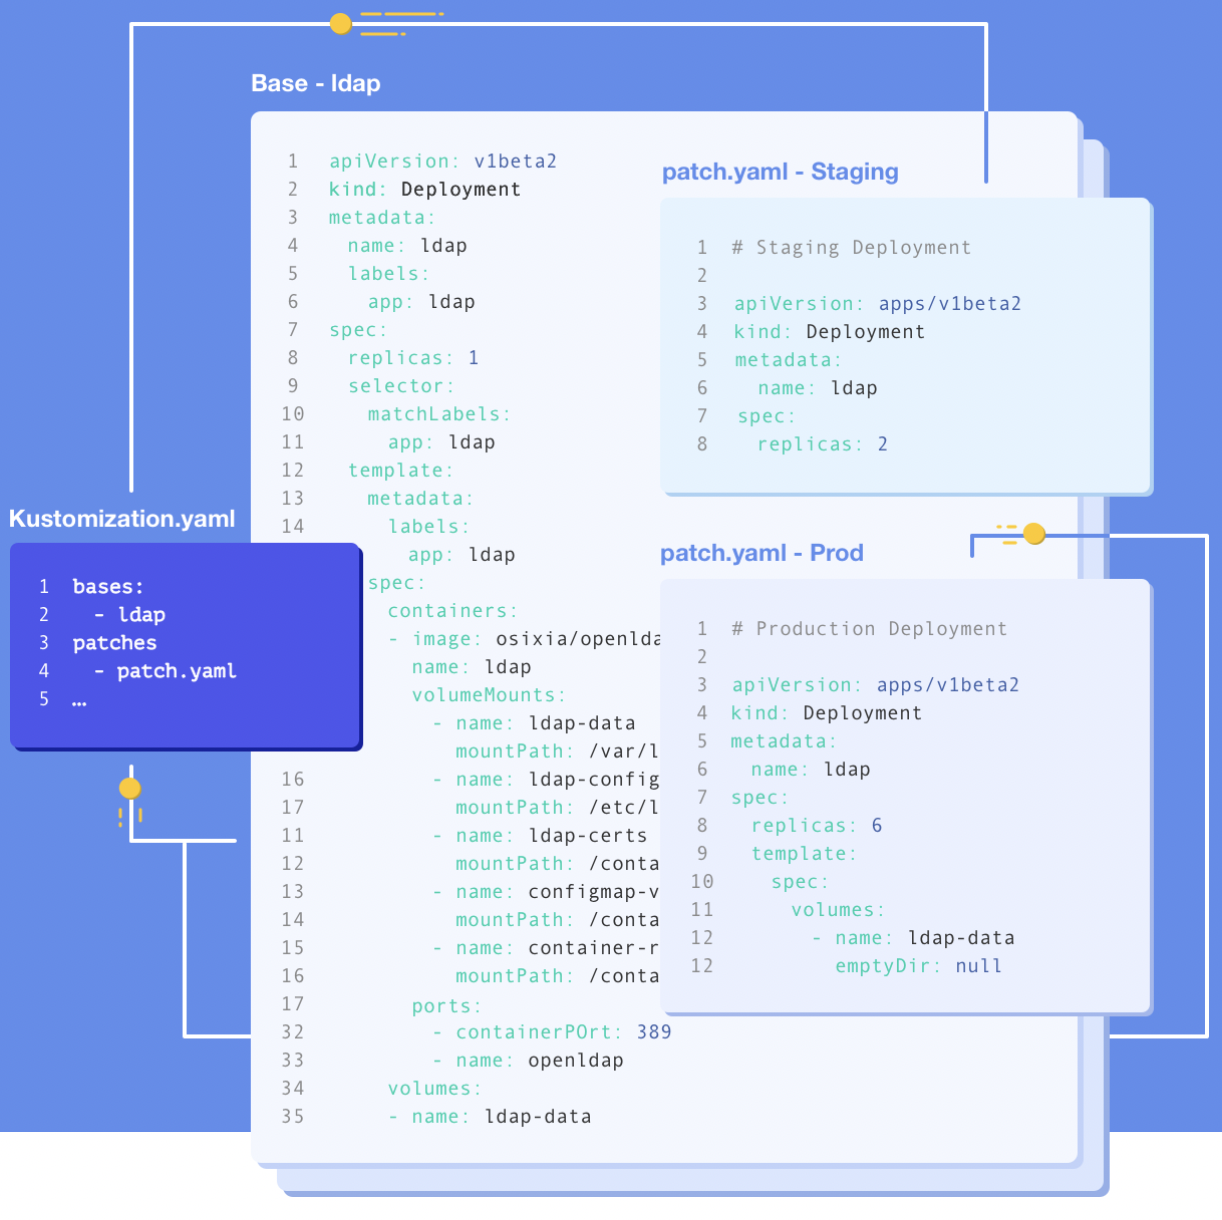 Base - ldap
1 apiVersion: v1beta2
2 kind: Deployment
3 metadata:
4 name: ldap
5 labels:
6 app: ldap
7 spec:
8 replicas: 1
9 selector:
10 matchLabels:
11 app: ldap
12 template:
13 metadata:
14 labels:
app: ldap
spec:
containers:
- image: osixia/openlda
name: ldap
volumeMounts:
- name: ldap-data
mountPath: /var/l
16 - name: ldap-config
17 mountPath: /etc/l
11 - name: ldap-certs
12 mountPath: /conta
13 - name: configmap-v
14 mountPath: /conta
15 - name: container-r
16 mountPath: /conta
17 ports:
32 - containerPOrt: 389
33 - name: openldap
34 volumes:
35 - name: ldap-data
patch.yaml - Staging
1 # Staging Deployment
2
3 apiVersion: apps/v1beta2
4 kind: Deployment
5 metadata:
6 name: ldap
7 spec:
8 replicas: 2
Kustomization.yaml
1 bases:
2 - ldap
3 patches
4 - patch.yaml
5 …
patch.yaml - Prod
1 # Production Deployment
2
3 apiVersion: apps/v1beta2
4 kind: Deployment
5 metadata:
6 name: ldap
7 spec:
8 replicas: 6
9 template:
10 spec:
11 volumes:
12 - name: ldap-data
12 emptyDir: null